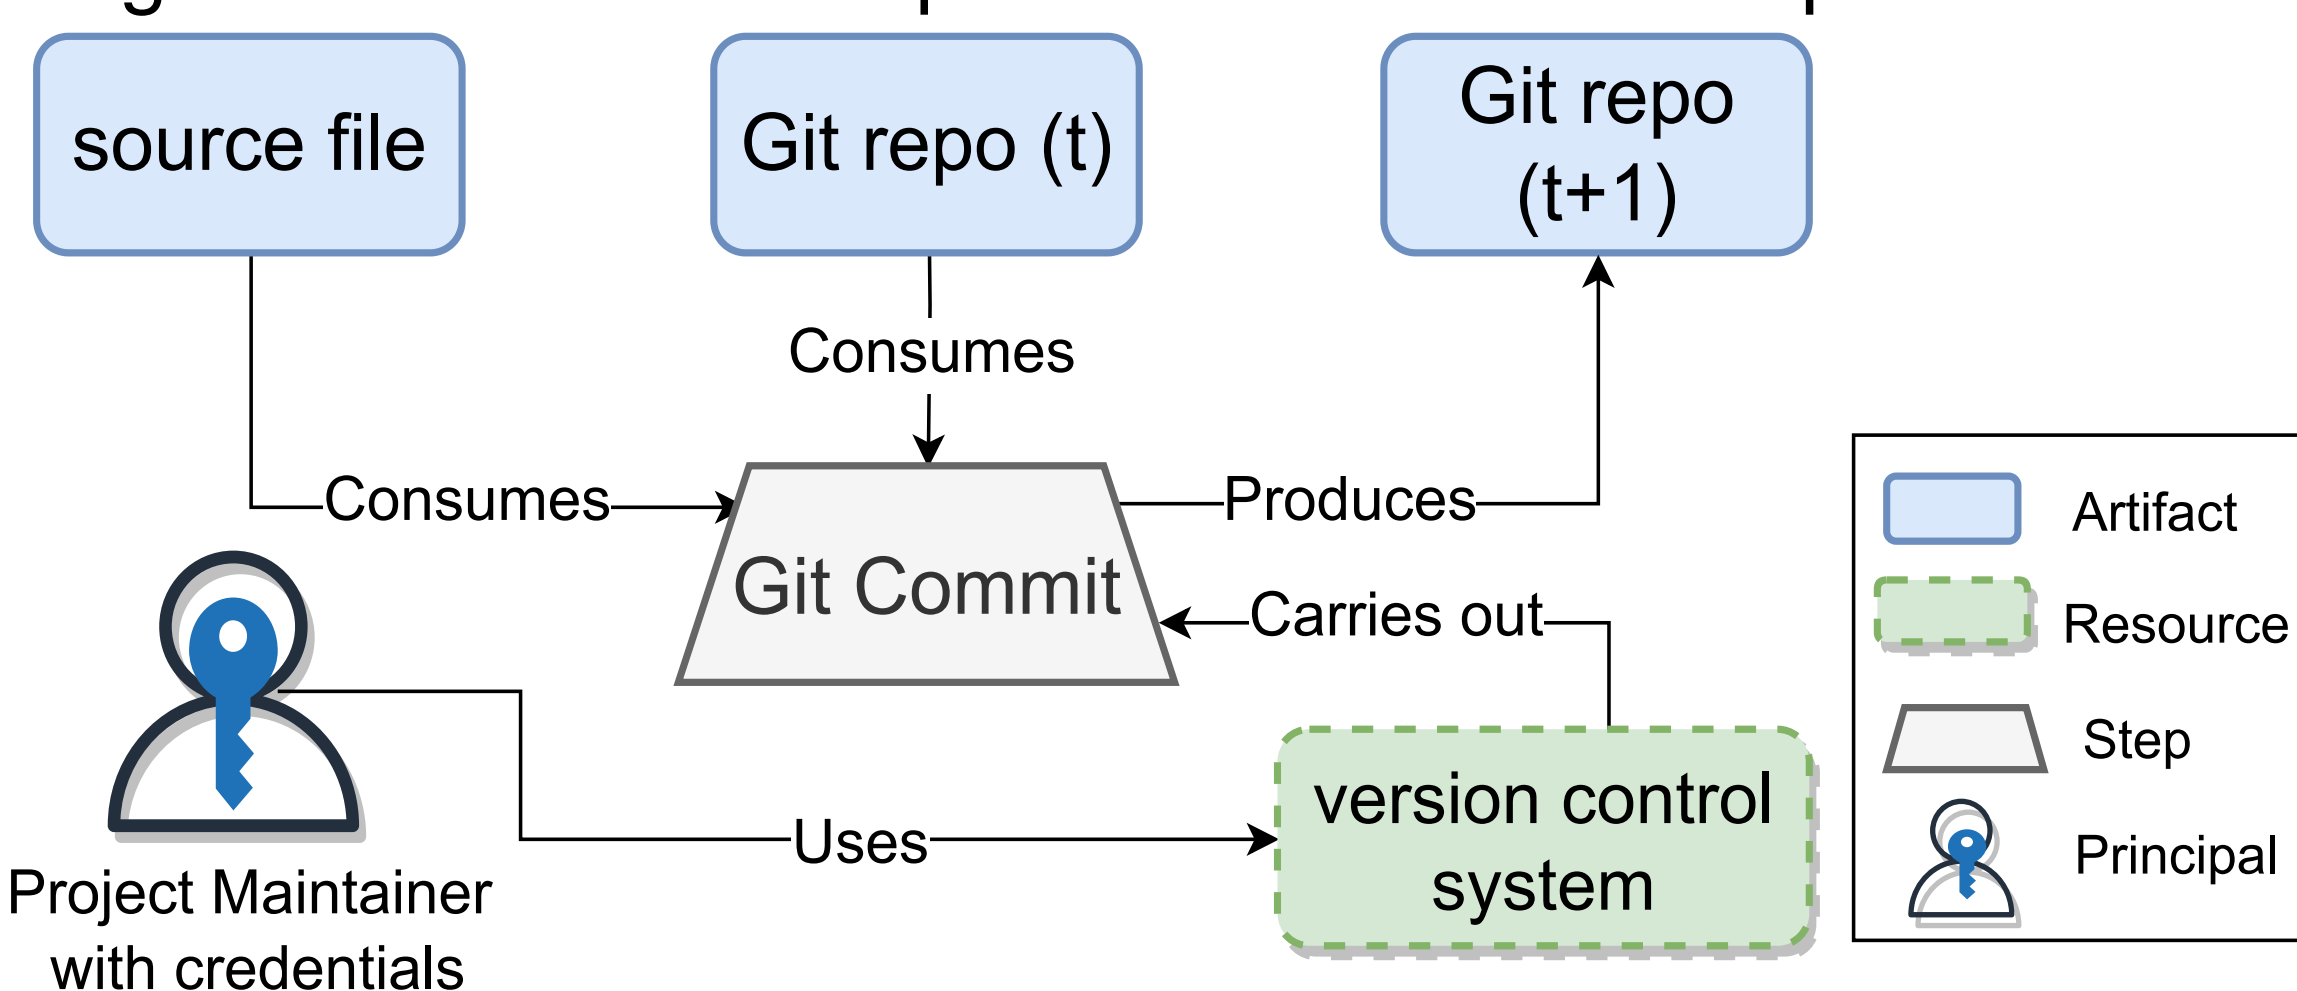 source file
Git repo (t)
Git repo
(t+1)
Consumes
Consumes
Produces
Git Commit
Carries out
Uses
version control
system
Project Maintainer
with credentials
Artifact
Resource
Step
Principal